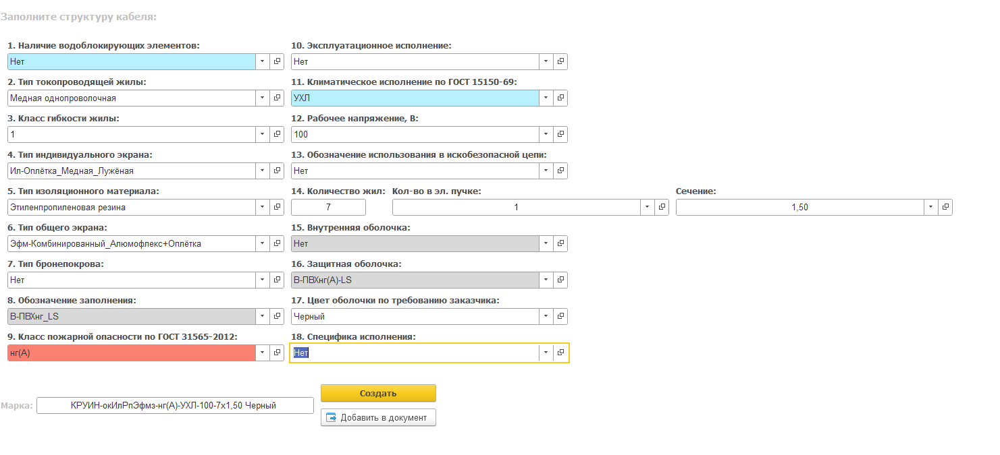 Заполните структуру кабеля:
1. Наличие водоблокирующих элементов:
Нет
2. Тип токопроводящей жилы:
Медная однопроволочная
3. Класс гибкости жилы:
1
4. Тип индивидуального экрана:
Ил-Оплётка_Медная_Лужёная
5. Тип изоляционного материала:
Этиленпропиленовая резина
6. Тип общего экрана:
Эфм-Комбинированный_Алюмофлекс+Оплётка
7. Тип бронепокрова:
Нет
8. Обозначение заполнения:
В-ПВХнг_LS
9. Класс пожарной опасности по ГОСТ 31565-2012:
нг(А)
10. Эксплуатационное исполнение:
Нет
11. Климатическое исполнение по ГОСТ 15150-69:
УХЛ
12. Рабочее напряжение, В:
100
13. Обозначение использования в искобезопасной цепи:
Нет
14. Количество жил: Кол-во в эл. пучке: Сечение:
7 1 1,50
15. Внутренняя оболочка:
Нет
16. Защитная оболочка:
В-ПВХнг(А)-LS
17. Цвет оболочки по требованию заказчика:
Черный
18. Специфика исполнения:
Нет
Марка: КРУИН-окИлРпЭфмз-нг(А)-УХЛ-100-7х1,50 Черный
Создать
Добавить в документ